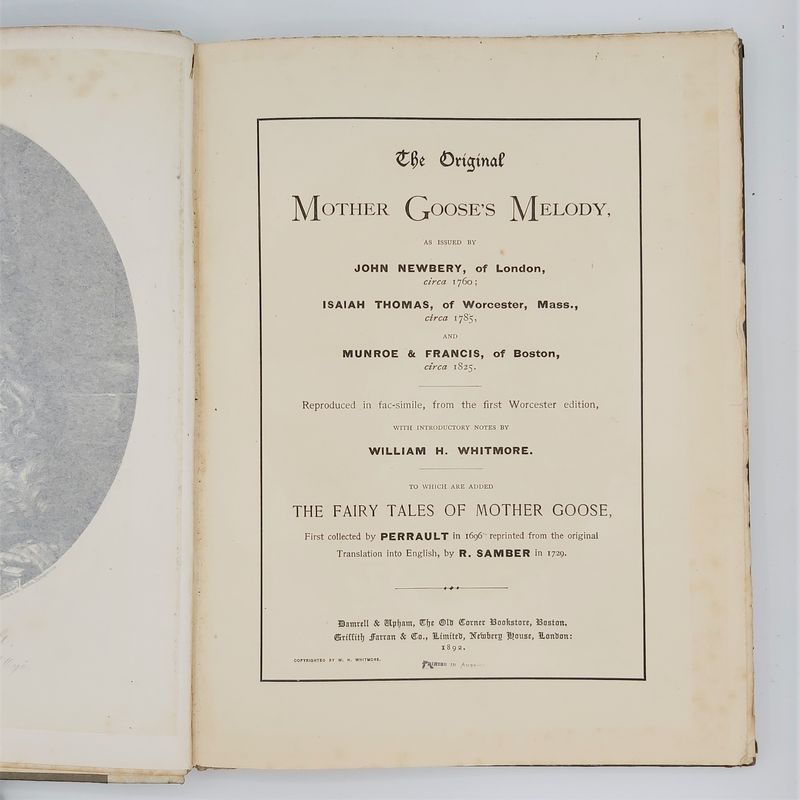 The Original
MOTHER GOOSE'S MELODY,
AS ISSUED BY
JOHN NEWBERY, of London,
circa 1760;
ISAIAH THOMAS, of Worcester, Mass.,
circa 1785,
AND
MUNROE & FRANCIS, of Boston,
circa 1825.
Reproduced in fac-simile, from the first Worcester edition,
WITH INTRODUCTORY NOTES BY
WILLIAM H. WHITMORE.
TO WHICH ARE ADDED
THE FAIRY TALES OF MOTHER GOOSE,
First collected by PERRAULT in 1696 reprinted from the original
Translation into English, by R. SAMBER in 1729.
Damrell & Upham, The Old Corner Bookstore, Boston.
Griffith Farran & Co., Limited, Newbery House, London:
1892.
COPYRIGHTED BY W. H. WHITMORE.
PRINTED IN